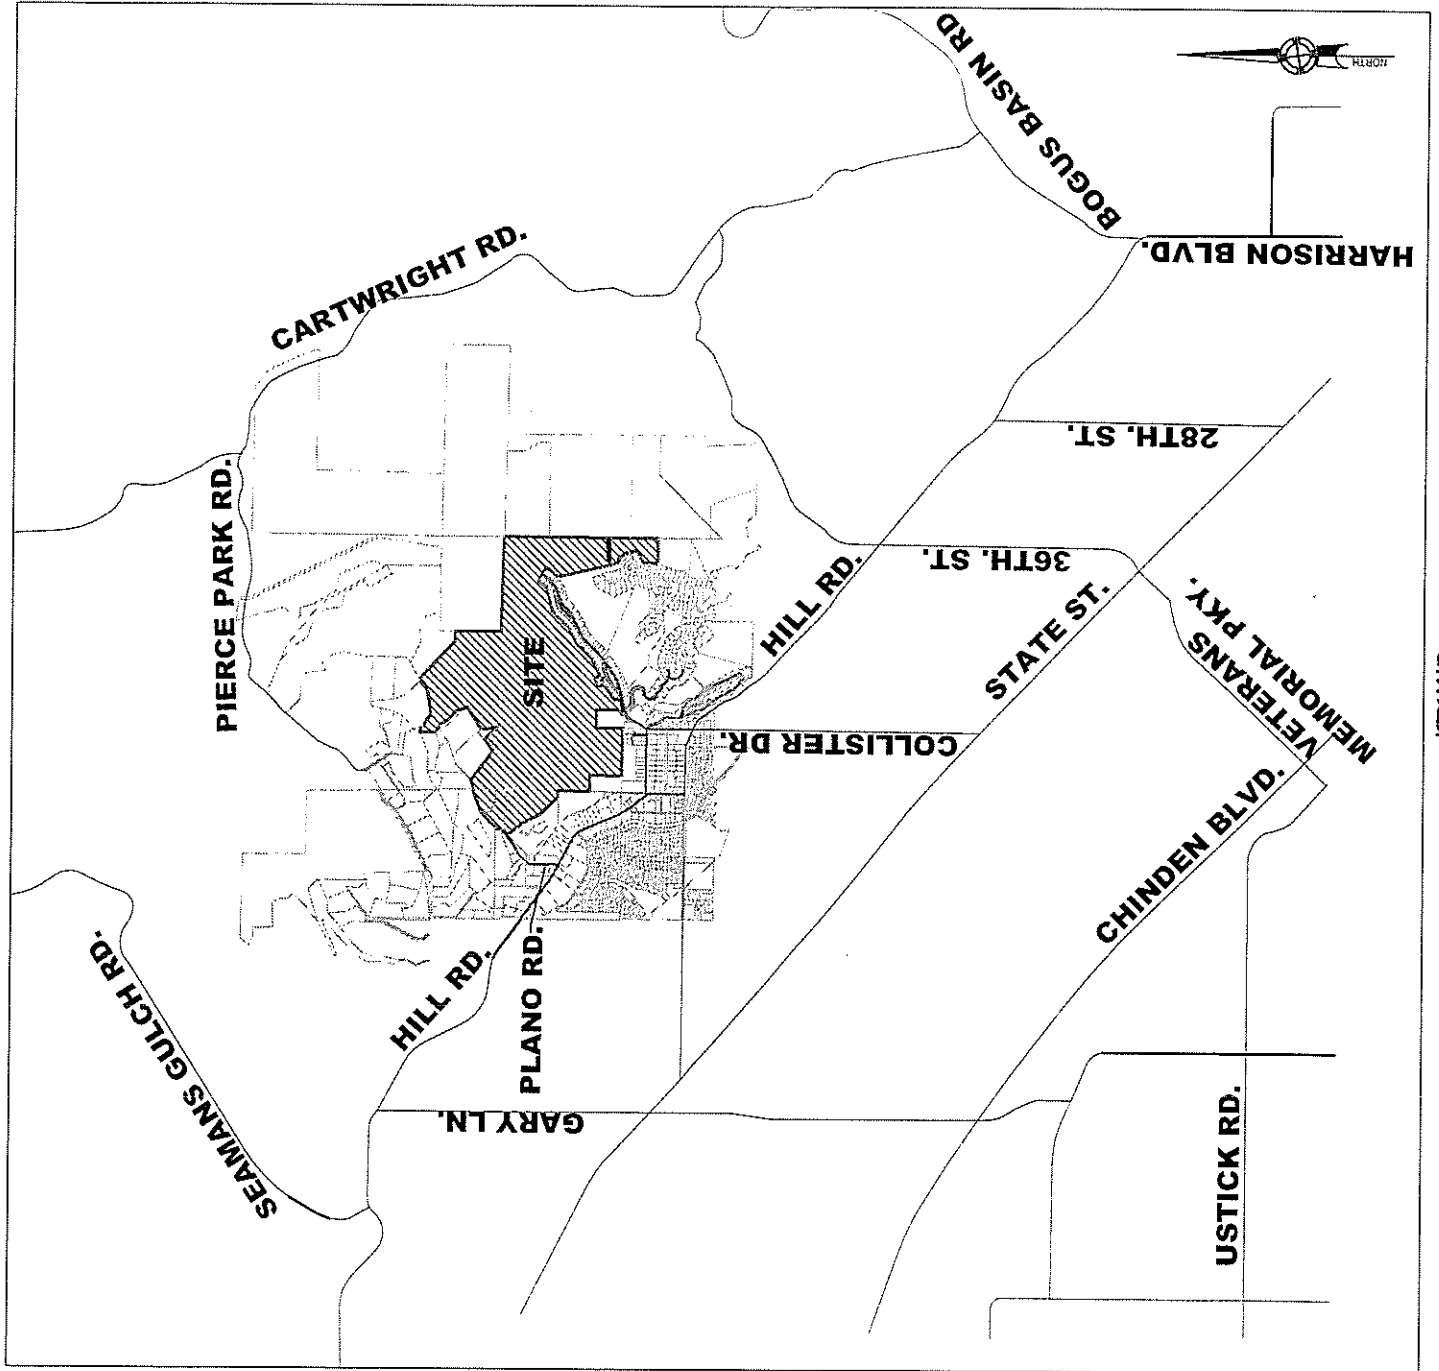 BOGUS BASIN RD
NORTH
HARRISON BLVD.
CARTWRIGHT RD.
PIERCE PARK RD.
28TH. ST.
36TH. ST.
HILL RD.
STATE ST.
VETERANS
MEMORIAL PKY.
SITE
COLLISTER DR.
CHINDEN BLVD.
SEAMANS GULCH RD.
HILL RD.
PLANO RD.
GARY LN.
USTICK RD.